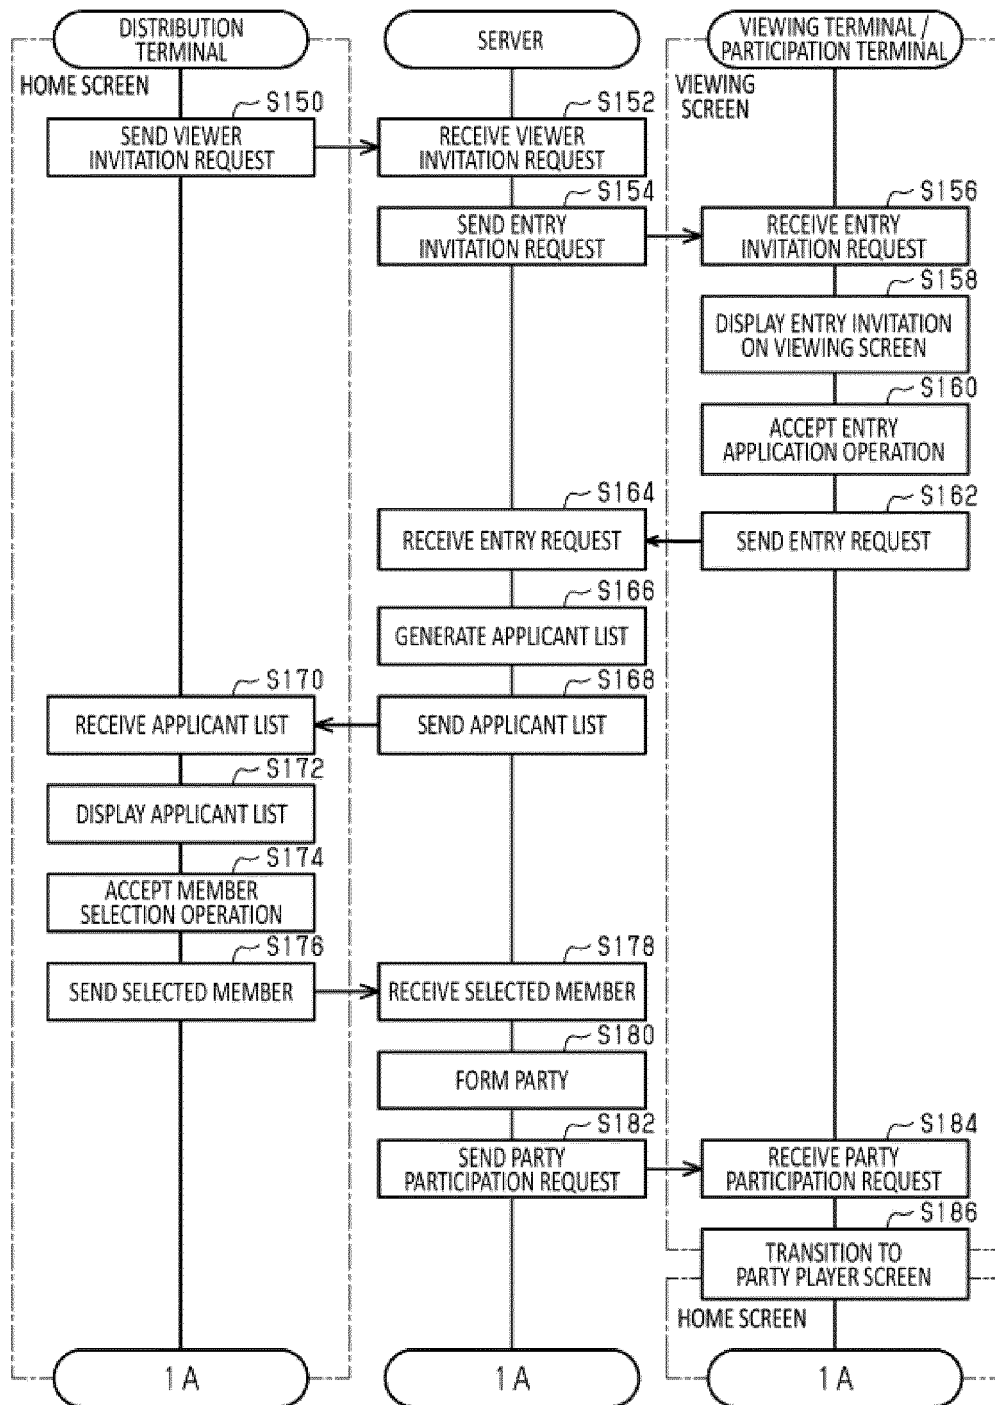 DISTRIBUTION
TERMINAL
SERVER
VIEWING TERMINAL /
PARTICIPATION TERMINAL
HOME SCREEN
VIEWING
SCREEN
S150
SEND VIEWER
INVITATION REQUEST
S152
RECEIVE VIEWER
INVITATION REQUEST
S154
SEND ENTRY
INVITATION REQUEST
S156
RECEIVE ENTRY
INVITATION REQUEST
S158
DISPLAY ENTRY INVITATION
ON VIEWING SCREEN
S160
ACCEPT ENTRY
APPLICATION OPERATION
S162
SEND ENTRY REQUEST
S164
RECEIVE ENTRY REQUEST
S166
GENERATE APPLICANT LIST
S168
SEND APPLICANT LIST
S170
RECEIVE APPLICANT LIST
S172
DISPLAY APPLICANT LIST
S174
ACCEPT MEMBER
SELECTION OPERATION
S176
SEND SELECTED MEMBER
S178
RECEIVE SELECTED MEMBER
S180
FORM PARTY
S182
SEND PARTY
PARTICIPATION REQUEST
S184
RECEIVE PARTY
PARTICIPATION REQUEST
S186
TRANSITION TO
PARTY PLAYER SCREEN
HOME SCREEN
1A
1A
1A